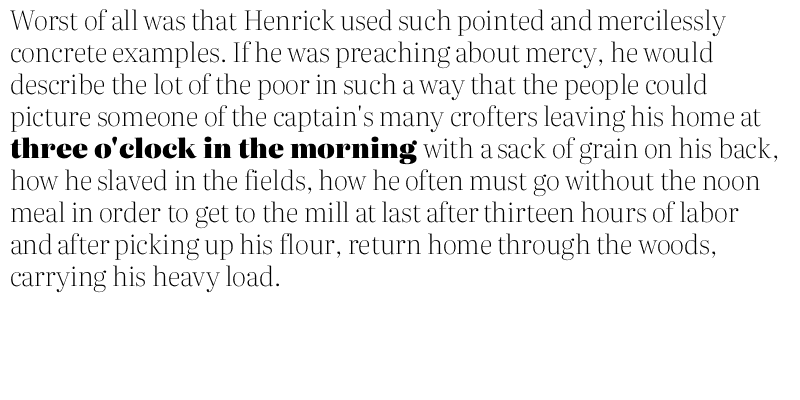 Worst of all was that Henrick used such pointed and mercilessly
concrete examples. If he was preaching about mercy, he would
describe the lot of the poor in such a way that the people could
picture someone of the captain's many crofters leaving his home at
three o'clock in the morning with a sack of grain on his back,
how he slaved in the fields, how he often must go without the noon
meal in order to get to the mill at last after thirteen hours of labor
and after picking up his flour, return home through the woods,
carrying his heavy load.